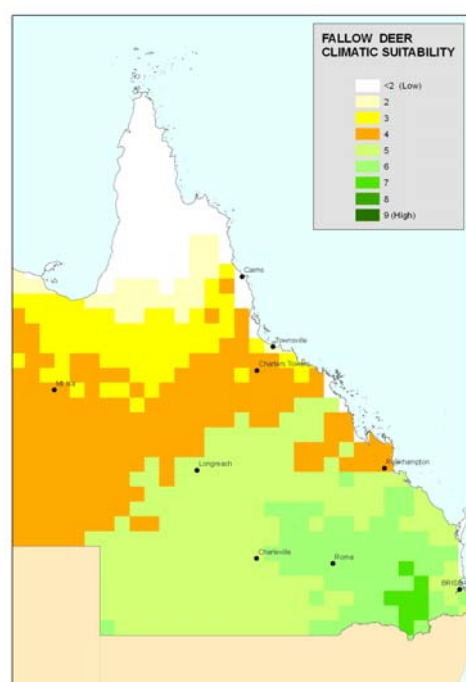 FALLOW DEER
CLIMATIC SUITABILITY
<2 (Low)
2
3
4
5
6
7
8
9 (High)
Cairns
Townsville
Charters Towers
Longreach
Rockhampton
Charleville
Roma
BRISB